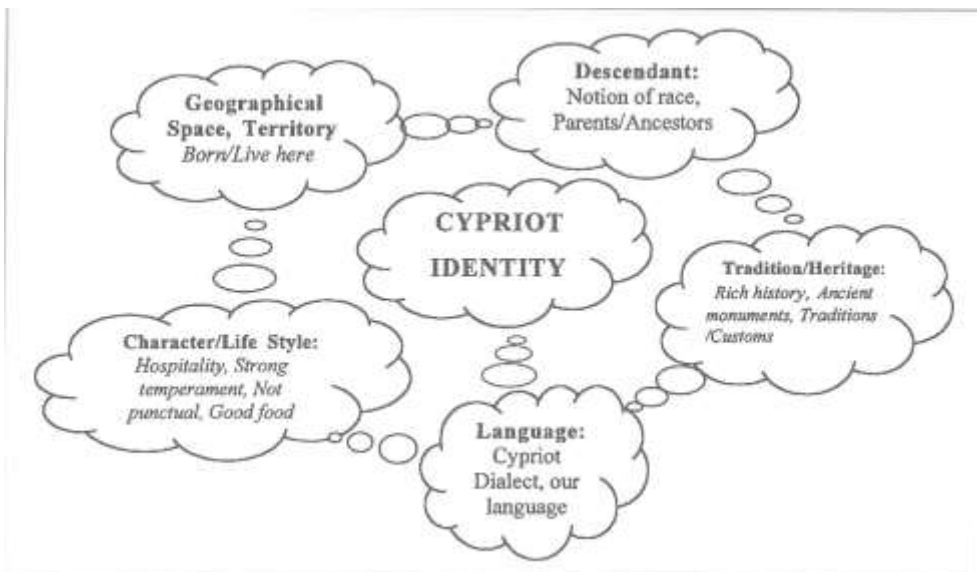 Geographical
Space, Territory
Born/Live here
Descendant:
Notion of race,
Parents/Ancestors
CYPRIOT
IDENTITY
Tradition/Heritage:
Rich history, Ancient
monuments, Traditions
/Customs
Character/Life Style:
Hospitality, Strong
temperament, Not
punctual, Good food
Language:
Cypriot
Dialect, our
language